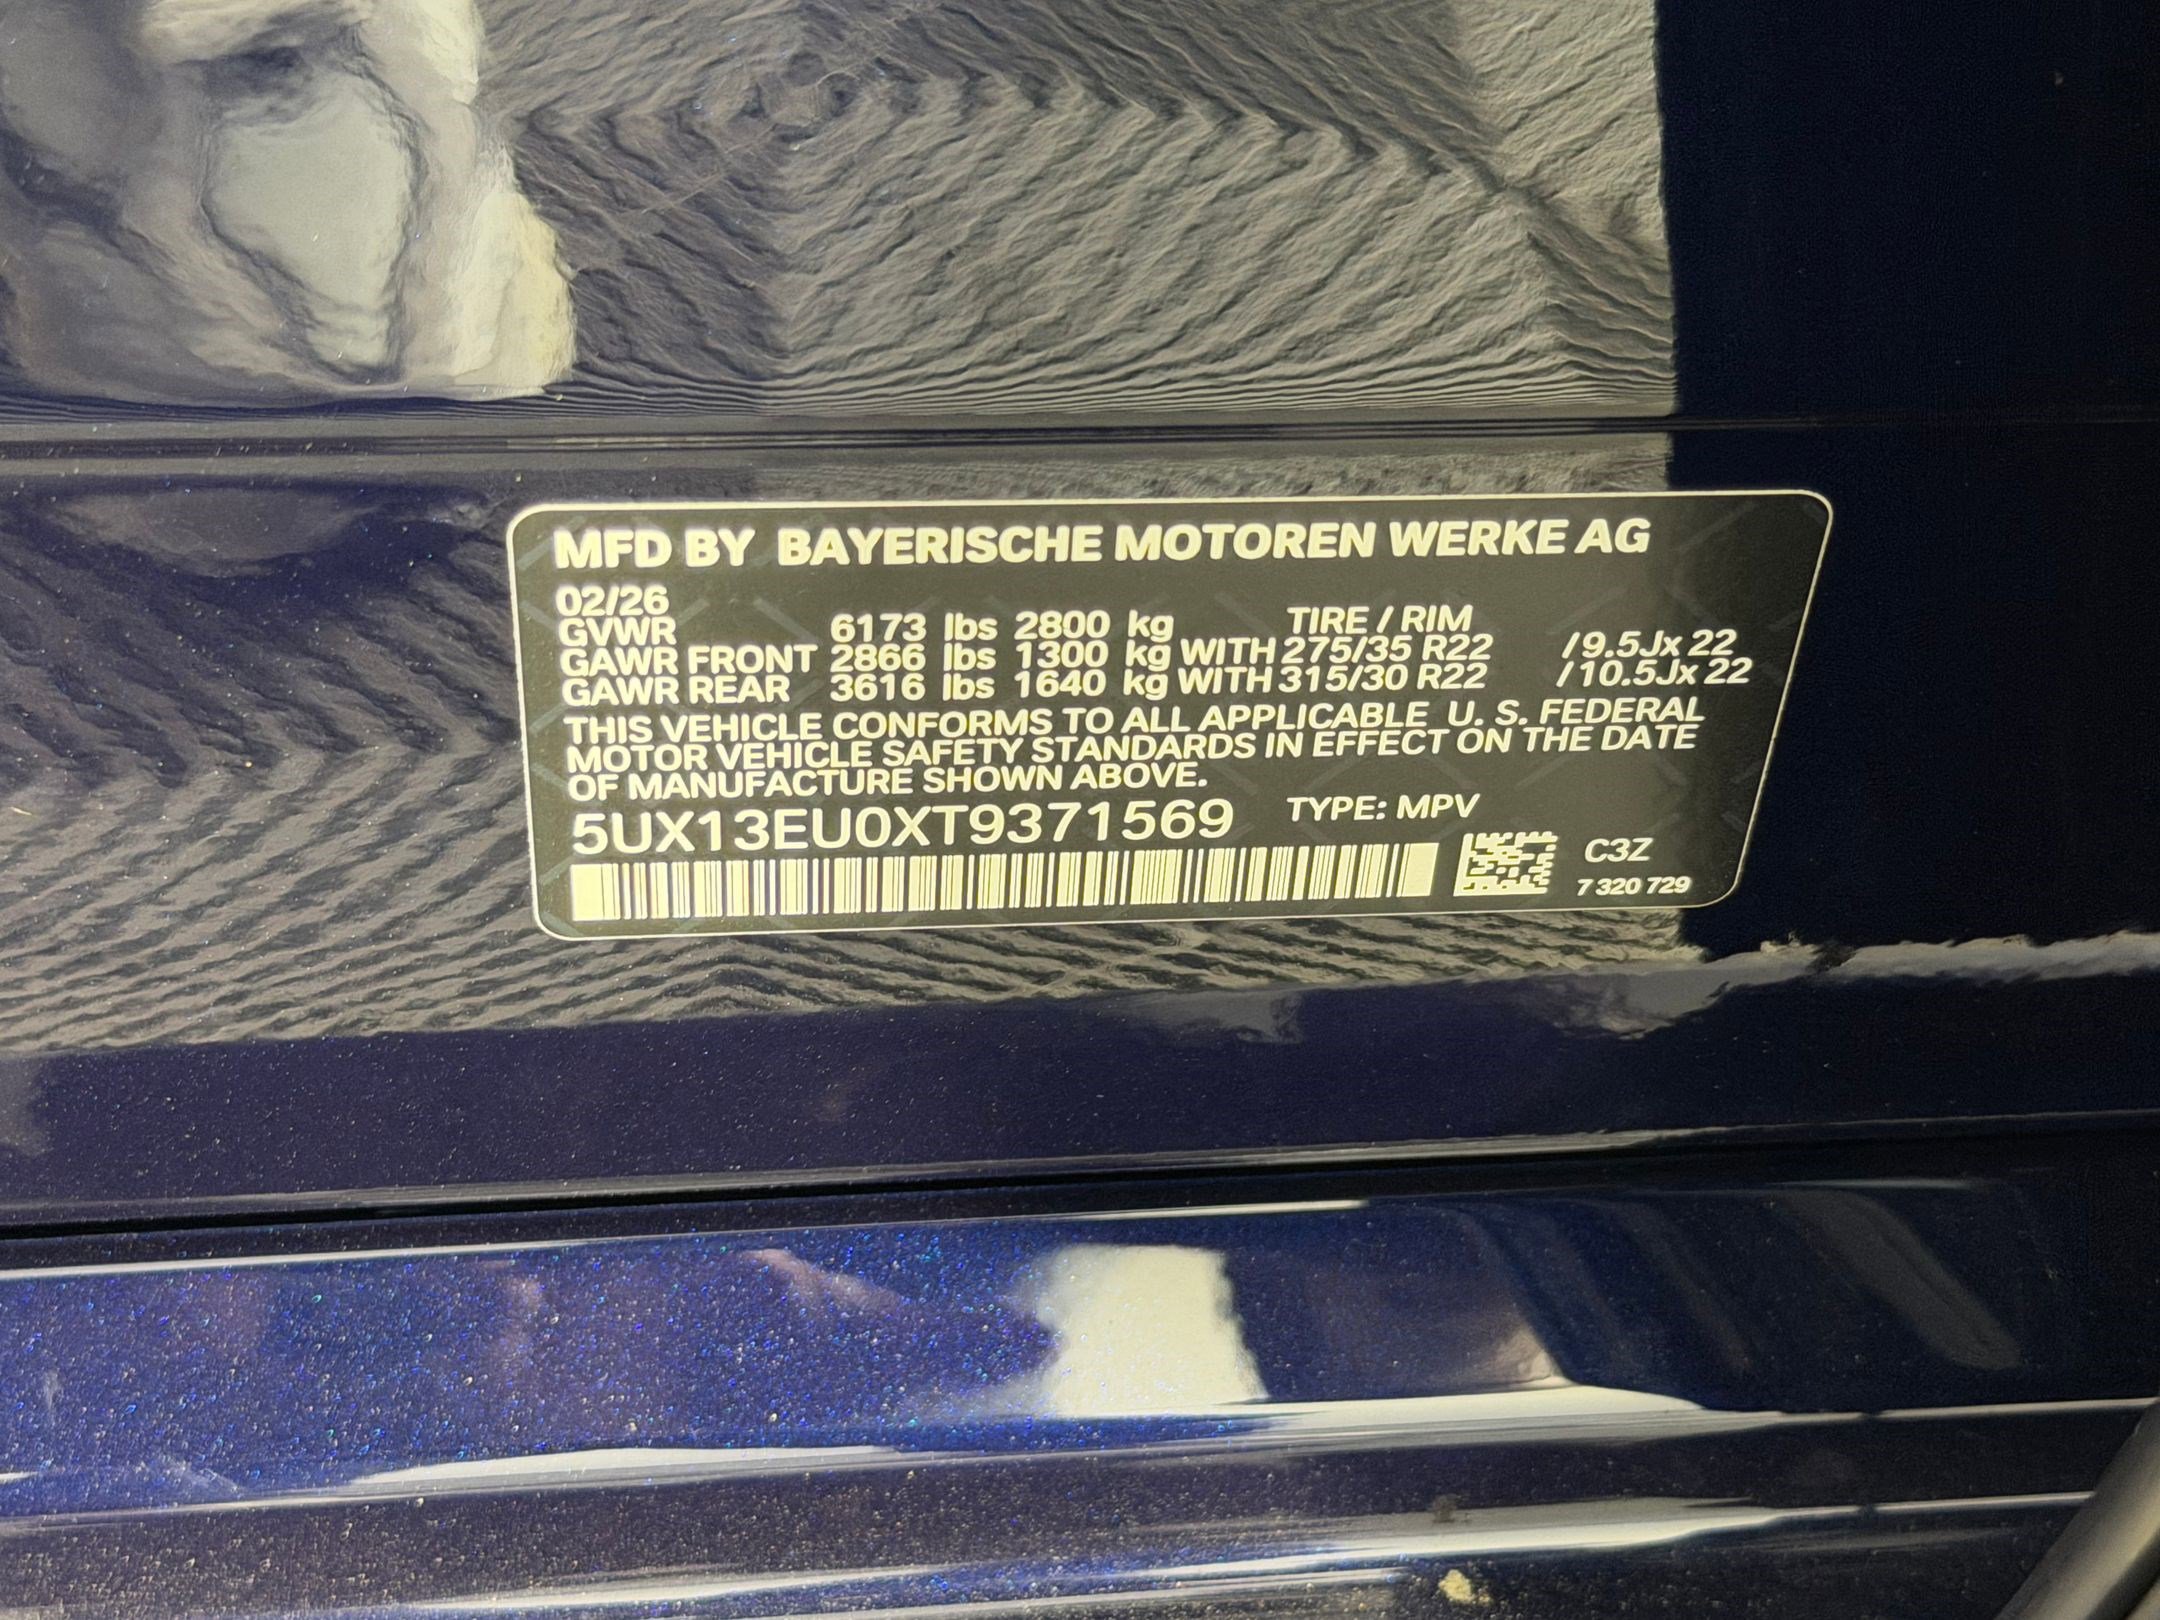 MFD BY BAYERISCHE MOTOREN WERKE AG
02/26
GVWR 6173 lbs 2800 kg TIRE / RIM
GAWR FRONT 2866 lbs 1300 kg WITH 275/35 R22 /9.5Jx 22
GAWR REAR 3616 lbs 1640 kg WITH 315/30 R22 /10.5Jx 22
THIS VEHICLE CONFORMS TO ALL APPLICABLE U. S. FEDERAL
MOTOR VEHICLE SAFETY STANDARDS IN EFFECT ON THE DATE
OF MANUFACTURE SHOWN ABOVE.
5UX13EU0XT9371569 TYPE: MPV
C3Z
7 320 729